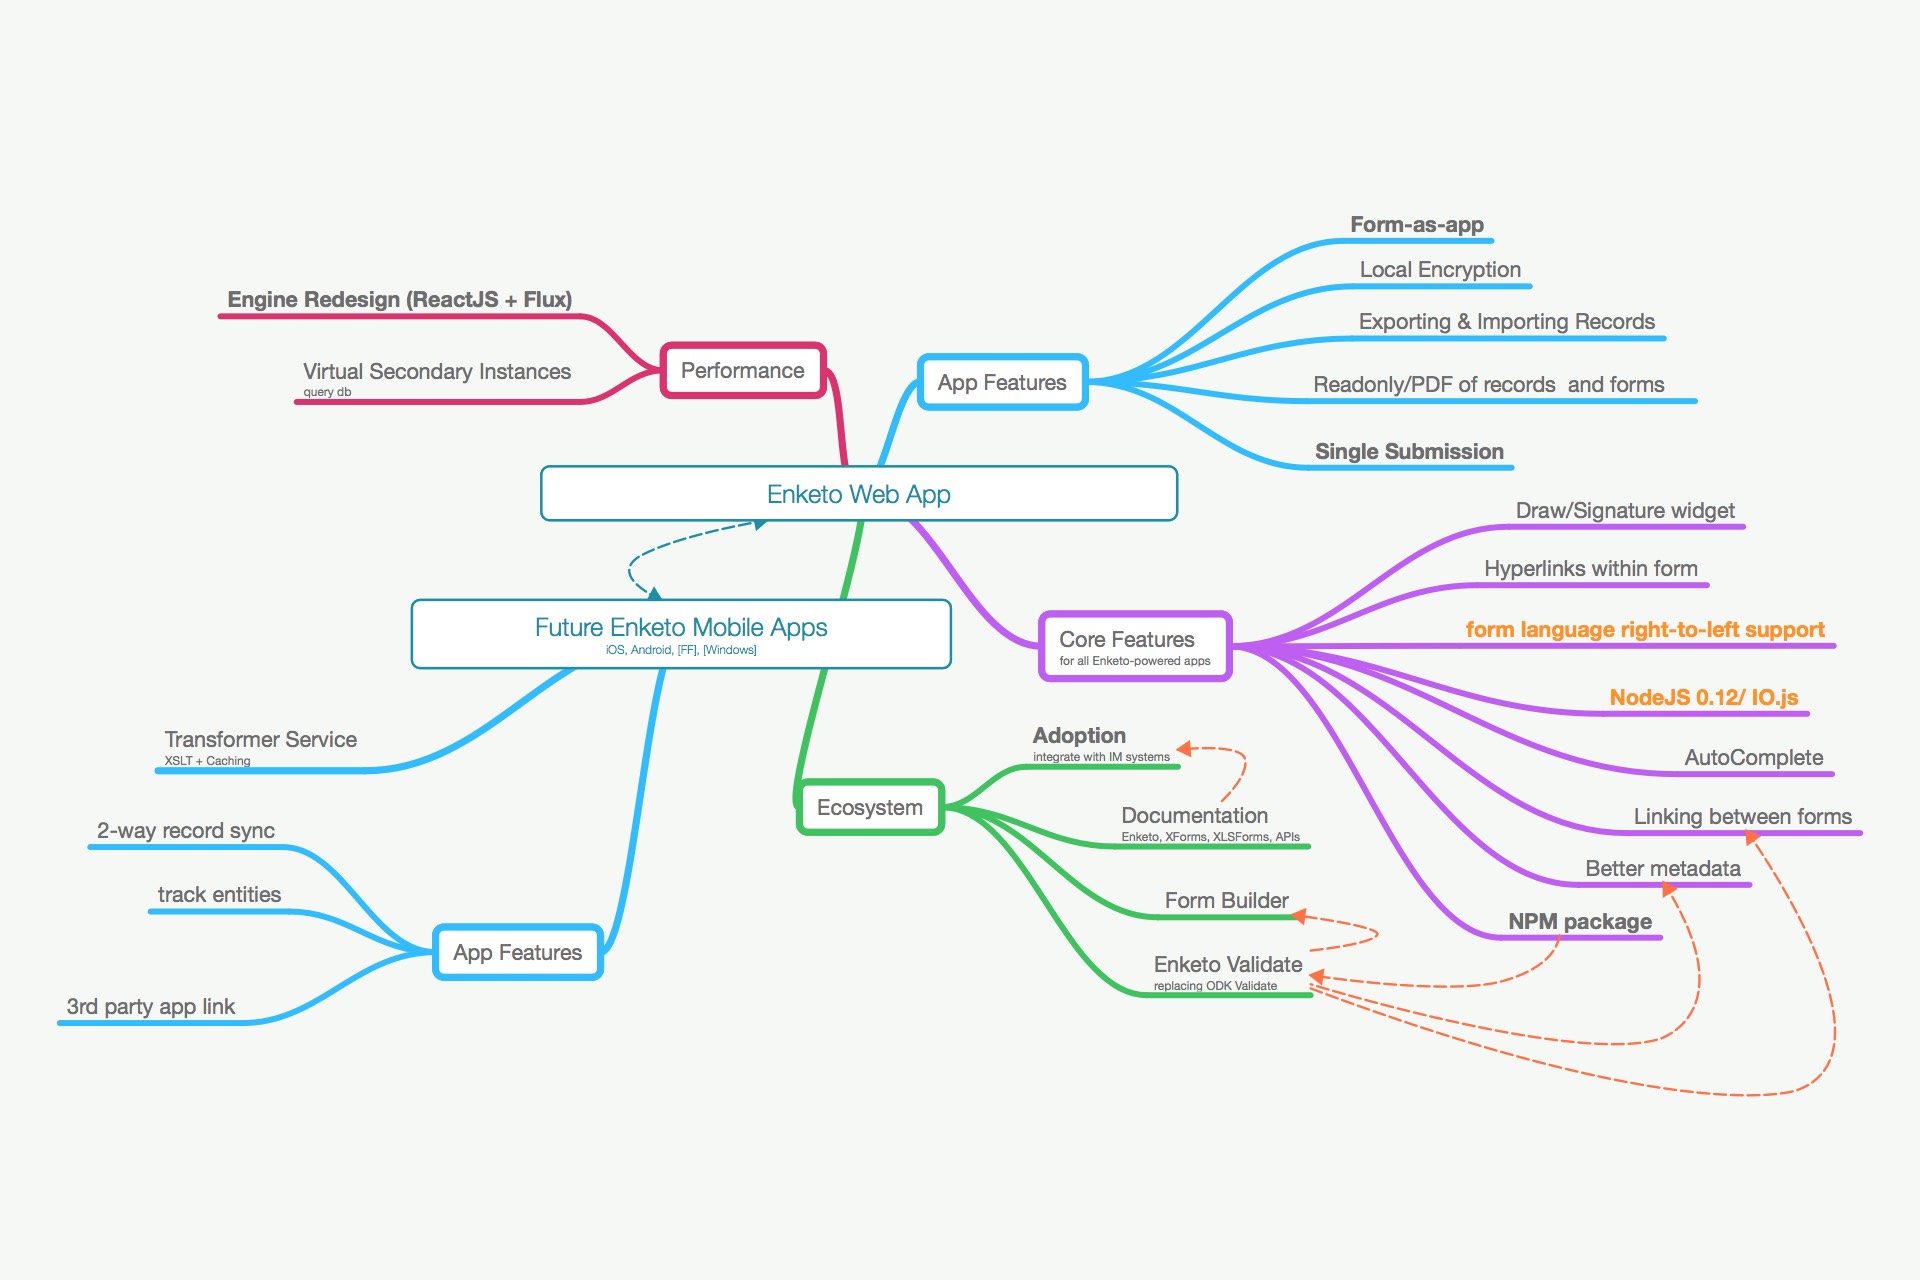 Form-as-app
Local Encryption
Engine Redesign (ReactJS + Flux)
Exporting & Importing Records
Virtual Secondary Instances
query db
Performance
App Features
Readonly/PDF of records  and forms
Single Submission
Enketo Web App
Draw/Signature widget
Hyperlinks within form
Future Enketo Mobile Apps
iOS, Android, [FF], [Windows]
Core Features
for all Enketo-powered apps
form language right-to-left support
NodeJS 0.12/ IO.js
Transformer Service
XSLT + Caching
Adoption
integrate with IM systems
AutoComplete
Ecosystem
Documentation
Enketo, XForms, XLSForms, APIs
Linking between forms
2-way record sync
Better metadata
track entities
Form Builder
NPM package
App Features
Enketo Validate
replacing ODK Validate
3rd party app link